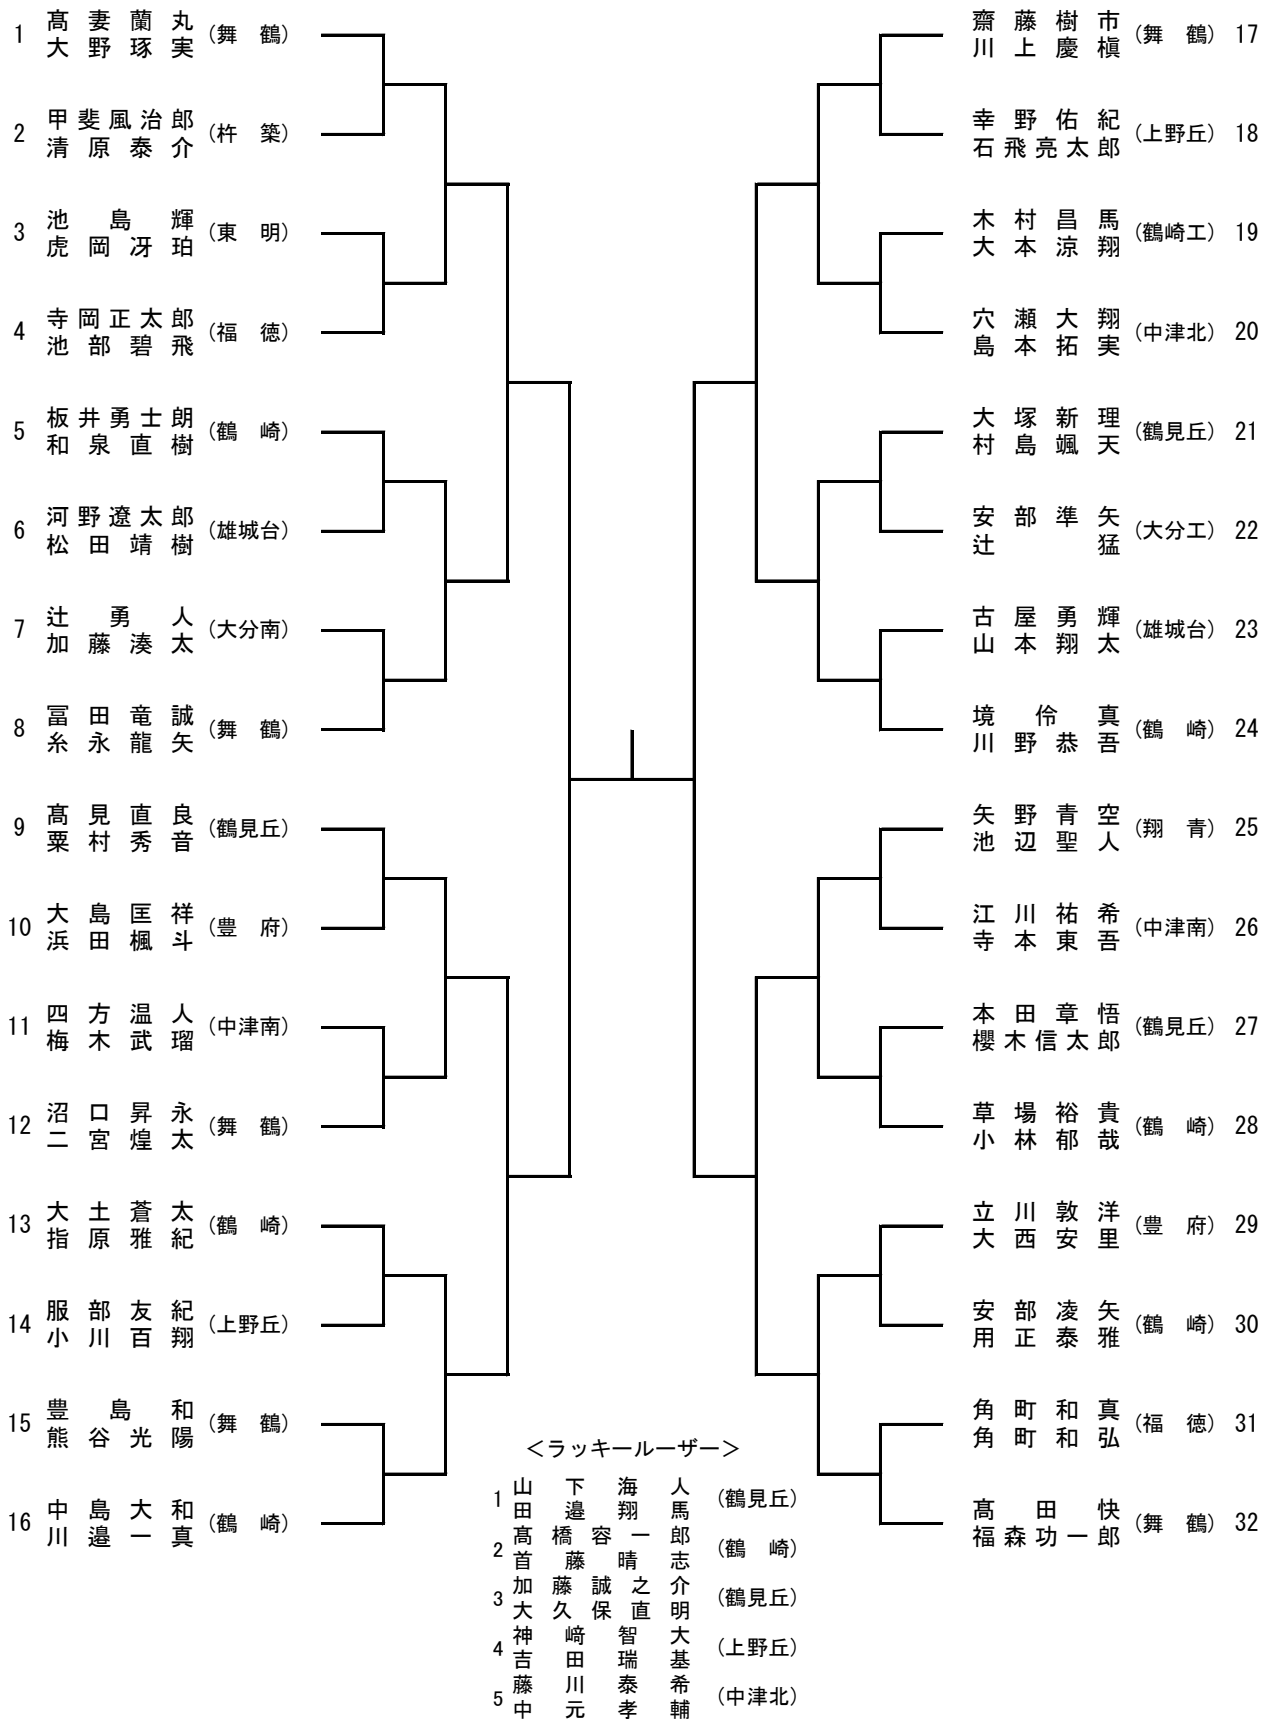 1 髙妻蘭丸 (舞鶴)
大野琢実
2 甲斐風治郎 (杵築)
清原泰介
3 池島輝 (東明)
虎岡冴珀
4 寺岡正太郎 (福徳)
池部碧飛
5 板井勇士朗 (鶴崎)
和泉直樹
6 河野遼太郎 (雄城台)
松田靖樹
7 辻勇人 (大分南)
加藤湊太
8 冨田竜誠 (舞鶴)
糸永龍矢
9 髙見直良 (鶴見丘)
粟村秀音
10 大島匡祥 (豊府)
浜田楓斗
11 四方温人 (中津南)
梅木武瑠
12 沼口昇永 (舞鶴)
二宮煌太
13 大土蒼太 (鶴崎)
指原雅紀
14 服部友紀 (上野丘)
小川百翔
15 豊島和 (舞鶴)
熊谷光陽
16 中島大和 (鶴崎)
川邉一真
齋藤樹市 (舞鶴) 17
川上慶槇
幸野佑紀 (上野丘) 18
石飛亮太郎
木村昌馬 (鶴崎工) 19
大本涼翔
穴瀬大翔 (中津北) 20
島本拓実
大塚新理 (鶴見丘) 21
村島颯天
安部準矢 (大分工) 22
辻猛
古屋勇輝 (雄城台) 23
山本翔太
境伶真 (鶴崎) 24
川野恭吾
矢野青空 (翔青) 25
池辺聖人
江川祐希 (中津南) 26
寺本東吾
本田章悟 (鶴見丘) 27
櫻木信太郎
草場裕貴 (鶴崎) 28
小林郁哉
立川敦洋 (豊府) 29
大西安里
安部凌矢 (鶴崎) 30
用正泰雅
角町和真 (福徳) 31
角町和弘
髙田快 (舞鶴) 32
福森功一郎
＜ラッキールーザー＞
1 山下海人 (鶴見丘)
田邉翔馬
2 髙橋容一郎 (鶴崎)
首藤晴志
3 加藤誠之介 (鶴見丘)
大久保直明
4 神﨑智大 (上野丘)
吉田瑞基
5 藤川泰希 (中津北)
中元孝輔